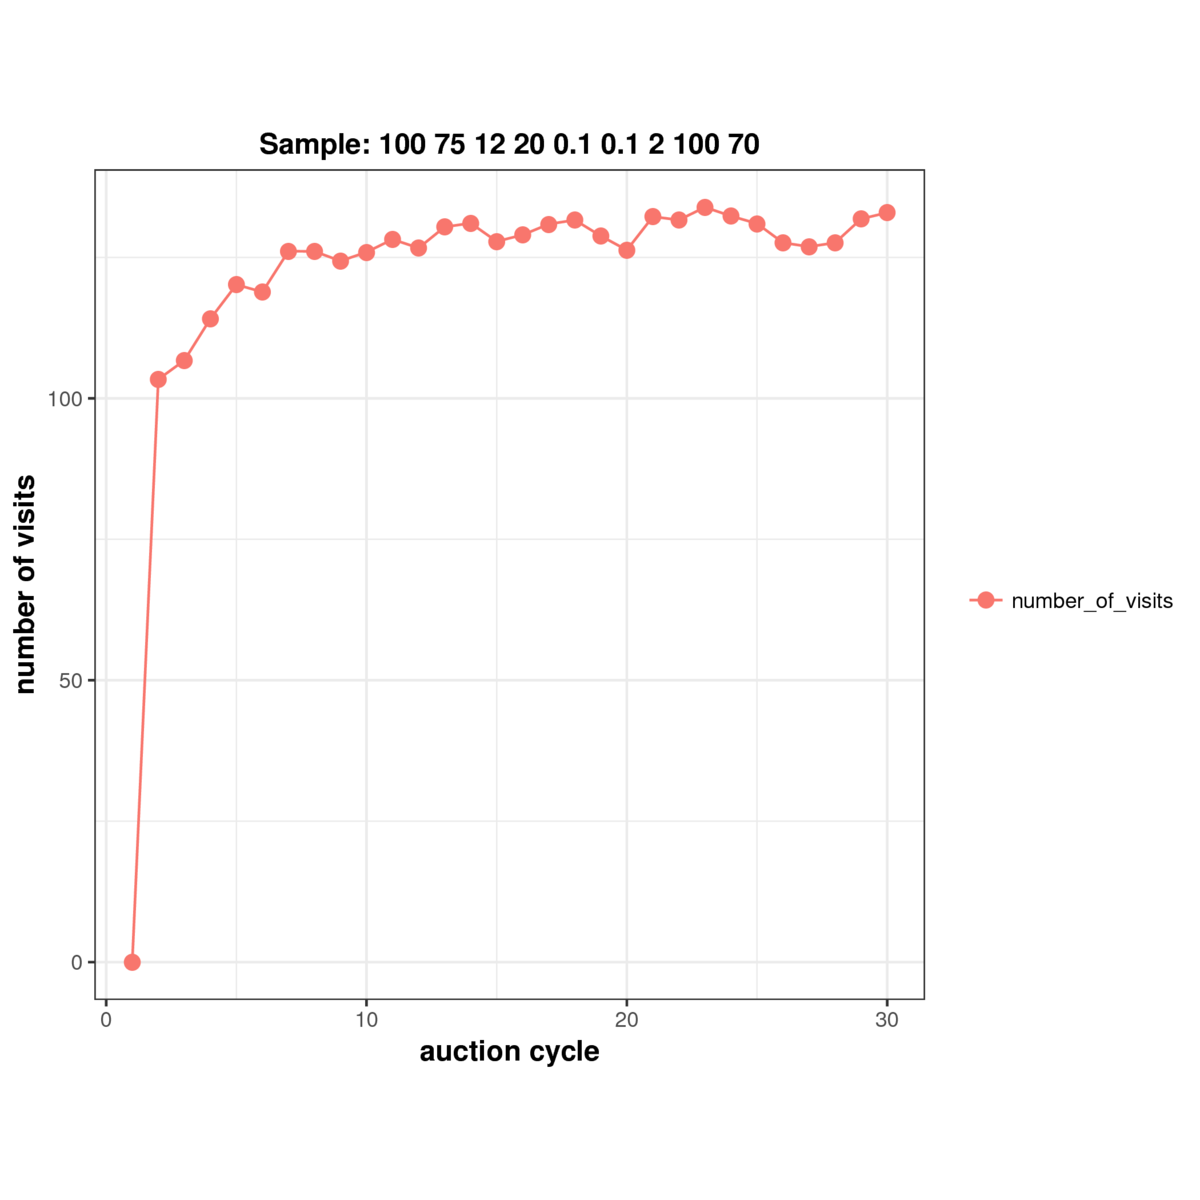 Sample: 100 75 12 20 0.1 0.1 2 100 70
number of visits
100
50
0
0 10 20 30
auction cycle
number_of_visits